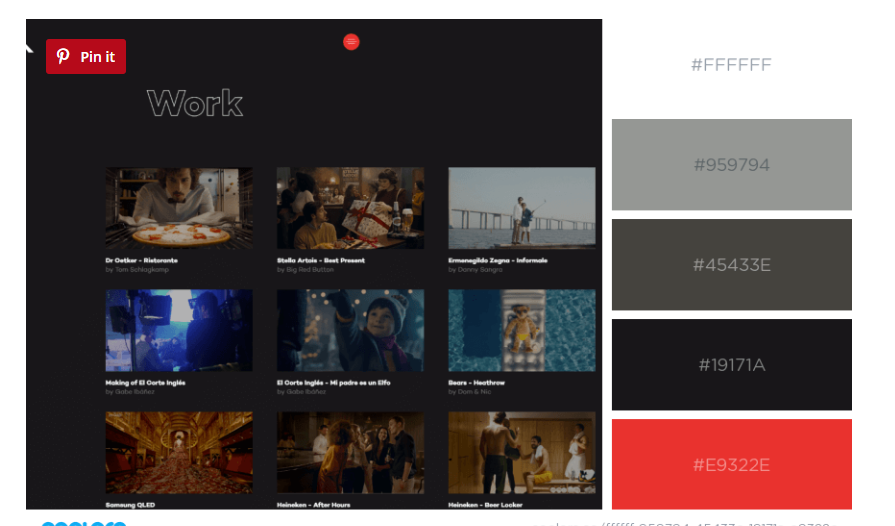 Pin it
Work
Dr Oetker - Ristorante
by Tom Schlagkamp
Stella Artois - Best Present
by Big Red Button
Ermenegildo Zegna - Informale
by Danny Sangra
Making of El Corte Inglés
by Gabe Ibáñez
El Corte Inglés - Mi padre es un Elfo
by Gabe Ibáñez
Bears - Heathrow
by Dom & Nic
Samsung QLED
Heineken - After Hours
Heineken - Beer Locker
#FFFFFF
#959794
#45433E
#19171A
#E9322E